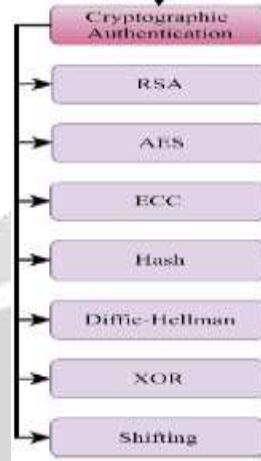 Cryptographic
Authentication
RSA
AES
ECC
Hash
Diffie-Hellman
XOR
Shifting